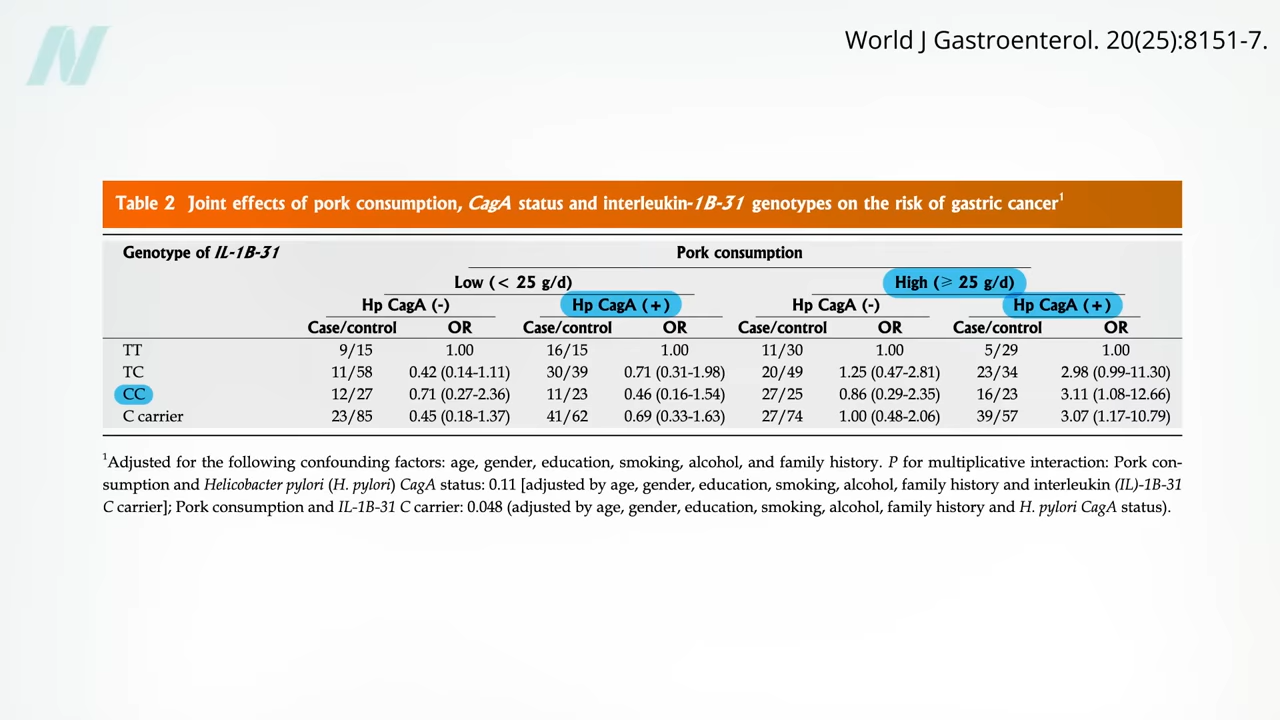 World J Gastroenterol. 20(25):8151-7.
Table 2 Joint effects of pork consumption, CagA status and interleukin-1B-31 genotypes on the risk of gastric cancer1
Genotype of IL-1B-31 Pork consumption
Low (< 25 g/d) High (⩾ 25 g/d)
Hp CagA (-) Hp CagA (+) Hp CagA (-) Hp CagA (+)
Case/control OR Case/control OR Case/control OR Case/control OR
TT 9/15 1.00 16/15 1.00 11/30 1.00 5/29 1.00
TC 11/58 0.42 (0.14-1.11) 30/39 0.71 (0.31-1.98) 20/49 1.25 (0.47-2.81) 23/34 2.98 (0.99-11.30)
CC 12/27 0.71 (0.27-2.36) 11/23 0.46 (0.16-1.54) 27/25 0.86 (0.29-2.35) 16/23 3.11 (1.08-12.66)
C carrier 23/85 0.45 (0.18-1.37) 41/62 0.69 (0.33-1.63) 27/74 1.00 (0.48-2.06) 39/57 3.07 (1.17-10.79)
1Adjusted for the following confounding factors: age, gender, education, smoking, alcohol, and family history. P for multiplicative interaction: Pork con-
sumption and Helicobacter pylori (H. pylori) CagA status: 0.11 [adjusted by age, gender, education, smoking, alcohol, family history and interleukin (IL)-1B-31
C carrier]; Pork consumption and IL-1B-31 C carrier: 0.048 (adjusted by age, gender, education, smoking, alcohol, family history and H. pylori CagA status).